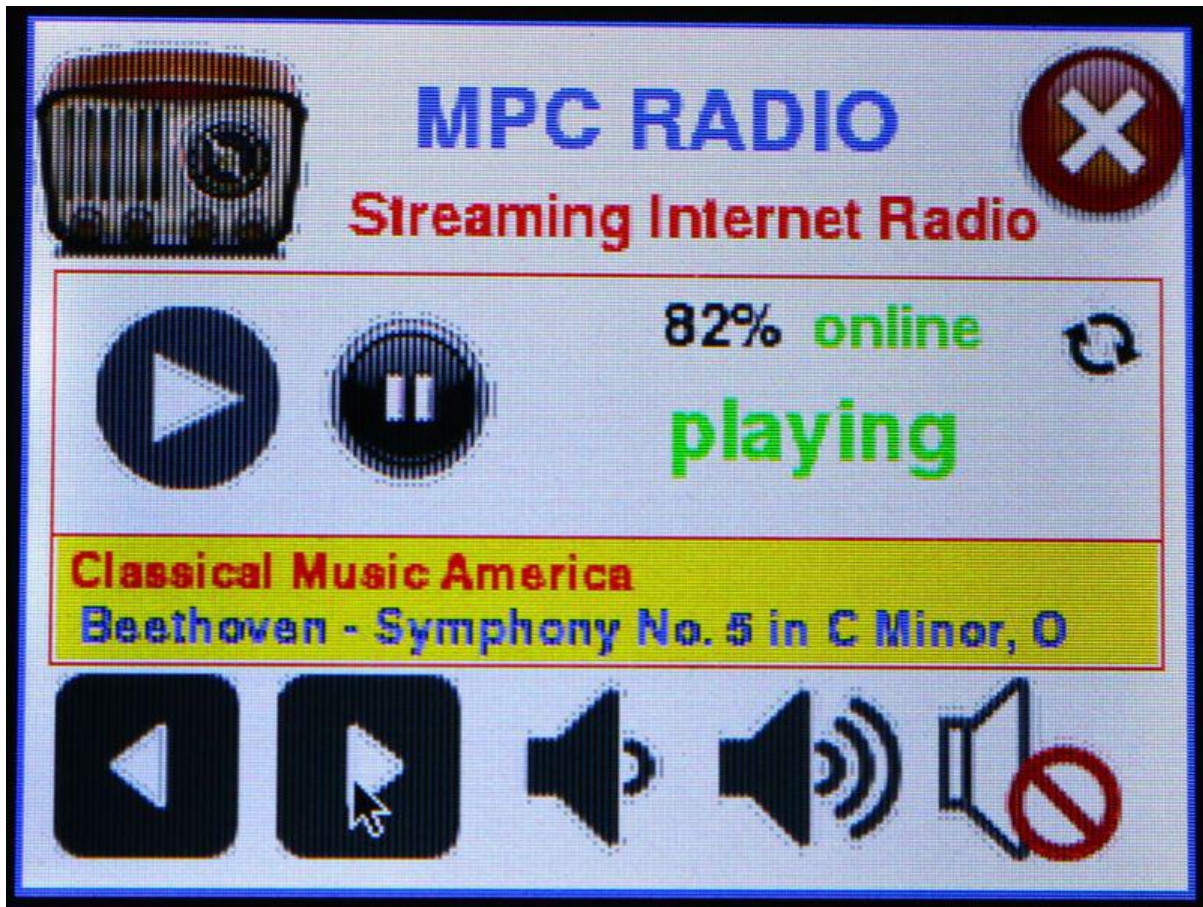 MPC RADIO
Streaming Internet Radio
82% online
playing
Classical Music America
Beethoven - Symphony No. 5 in C Minor, O